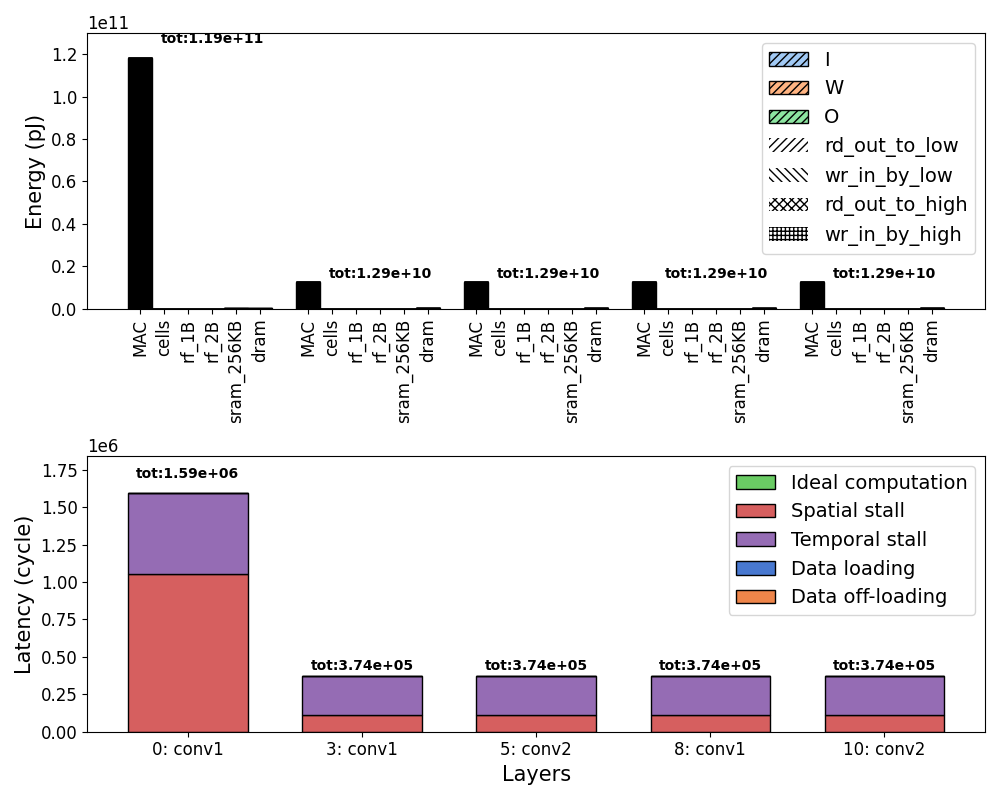 1e11
Energy (pJ)
1.2
1.0
0.8
0.6
0.4
0.2
0.0
tot:1.19e+11
tot:1.29e+10
tot:1.29e+10
tot:1.29e+10
tot:1.29e+10
I
W
O
rd_out_to_low
wr_in_by_low
rd_out_to_high
wr_in_by_high
MAC
cells
rf_1B
rf_2B
sram_256KB
dram
MAC
cells
rf_1B
rf_2B
sram_256KB
dram
MAC
cells
rf_1B
rf_2B
sram_256KB
dram
MAC
cells
rf_1B
rf_2B
sram_256KB
dram
MAC
cells
rf_1B
rf_2B
sram_256KB
dram
1e6
Latency (cycle)
1.75
1.50
1.25
1.00
0.75
0.50
0.25
0.00
tot:1.59e+06
tot:3.74e+05
tot:3.74e+05
tot:3.74e+05
tot:3.74e+05
Ideal computation
Spatial stall
Temporal stall
Data loading
Data off-loading
0: conv1
3: conv1
5: conv2
8: conv1
10: conv2
Layers